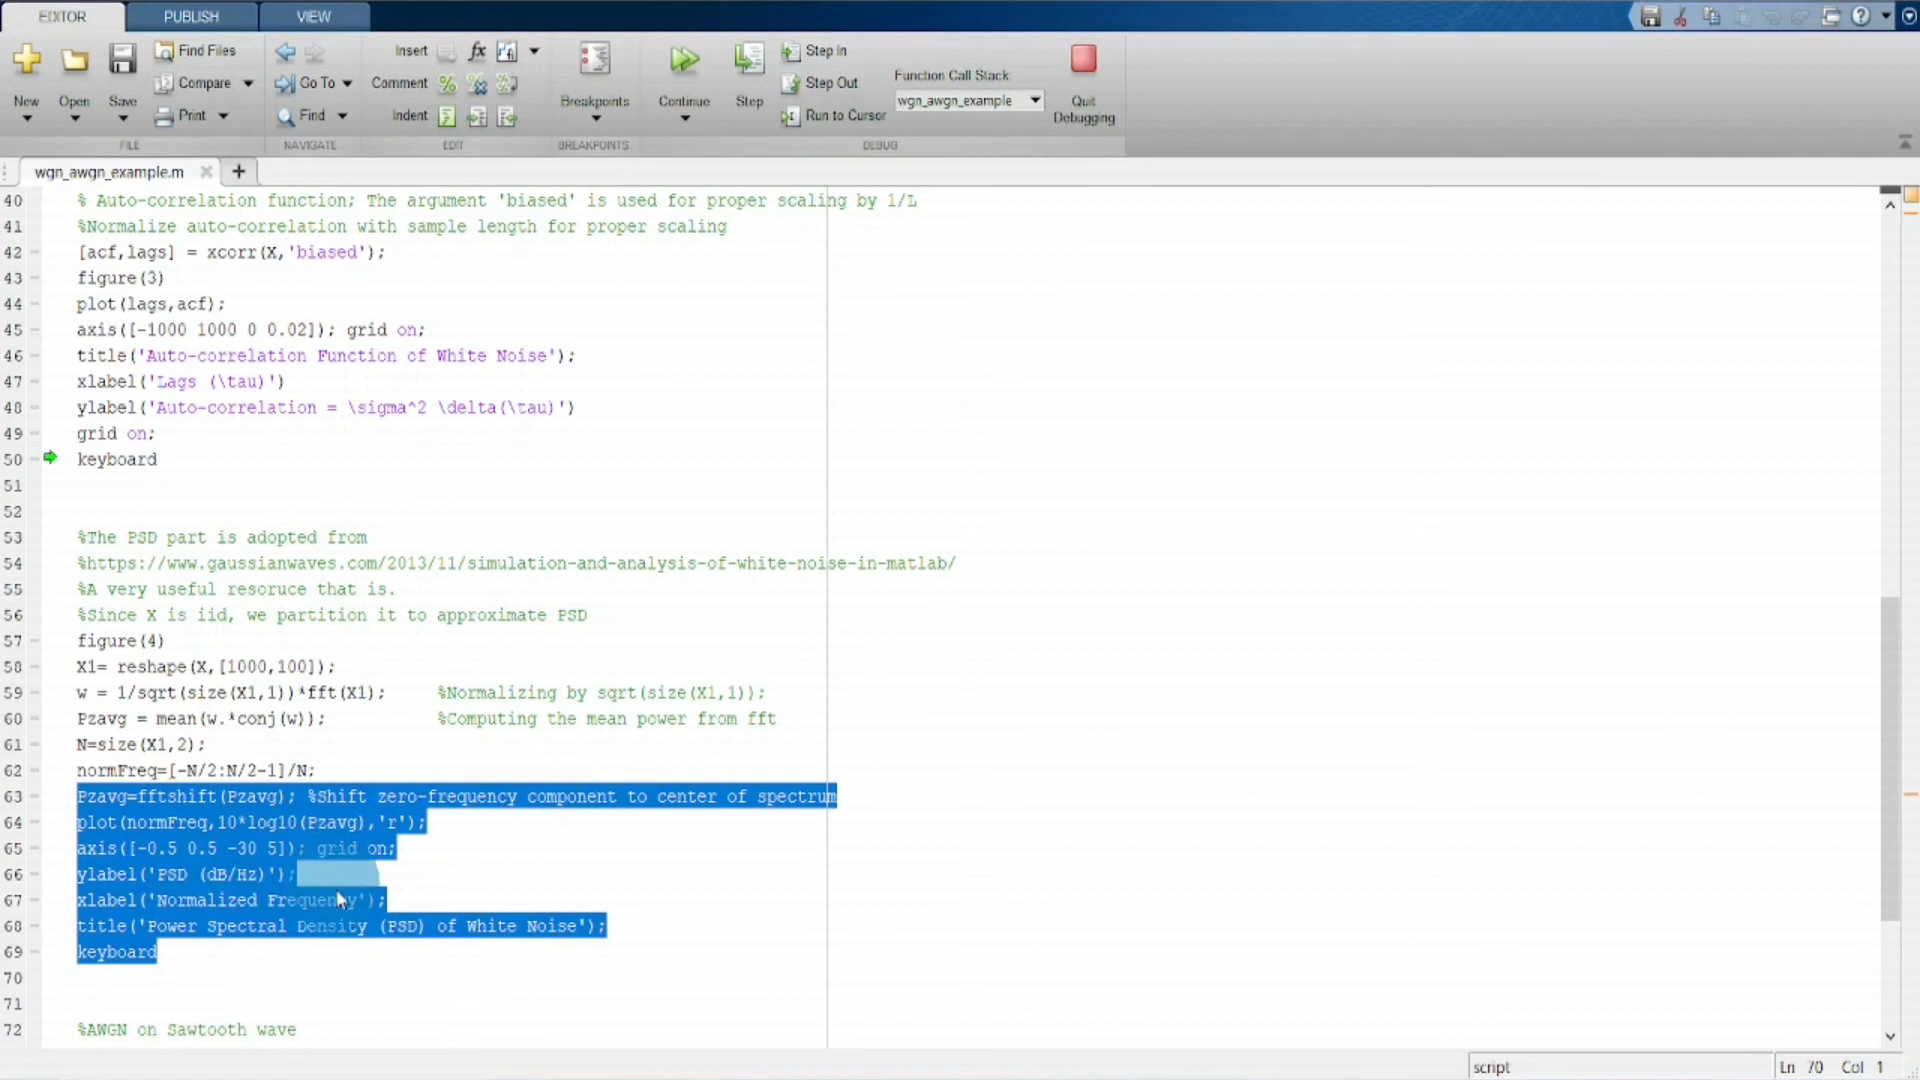 EDITOR PUBLISH VIEW
New Open Save Find Files Compare Print FILE
Go To Find NAVIGATE
Insert fx Comment Indent EDIT
Breakpoints BREAKPOINTS
Continue Step Step In Step Out Run to Cursor
Function Call Stack:
wgn_awgn_example
Quit Debugging
DEBUG
wgn_awgn_example.m
40 % Auto-correlation function; The argument 'biased' is used for proper scaling by 1/L
41 %Normalize auto-correlation with sample length for proper scaling
42 [acf,lags] = xcorr(X,'biased');
43 figure(3)
44 plot(lags,acf);
45 axis([-1000 1000 0 0.02]); grid on;
46 title('Auto-correlation Function of White Noise');
47 xlabel('Lags (\tau)')
48 ylabel('Auto-correlation = \sigma^2 \delta(\tau)')
49 grid on;
50 keyboard
51
52
53 %The PSD part is adopted from
54 %https://www.gaussianwaves.com/2013/11/simulation-and-analysis-of-white-noise-in-matlab/
55 %A very useful resoruce that is.
56 %Since X is iid, we partition it to approximate PSD
57 figure(4)
58 X1= reshape(X,[1000,100]);
59 w = 1/sqrt(size(X1,1))*fft(X1); %Normalizing by sqrt(size(X1,1));
60 Pzavg = mean(w.*conj(w)); %Computing the mean power from fft
61 N=size(X1,2);
62 normFreq=[-N/2:N/2-1]/N;
63 Pzavg=fftshift(Pzavg); %Shift zero-frequency component to center of spectrum
64 plot(normFreq,10*log10(Pzavg),'r');
65 axis([-0.5 0.5 -30 5]); grid on;
66 ylabel('PSD (dB/Hz)');
67 xlabel('Normalized Frequency');
68 title('Power Spectral Density (PSD) of White Noise');
69 keyboard
70
71
72 %AWGN on Sawtooth wave
script Ln 70 Col 1